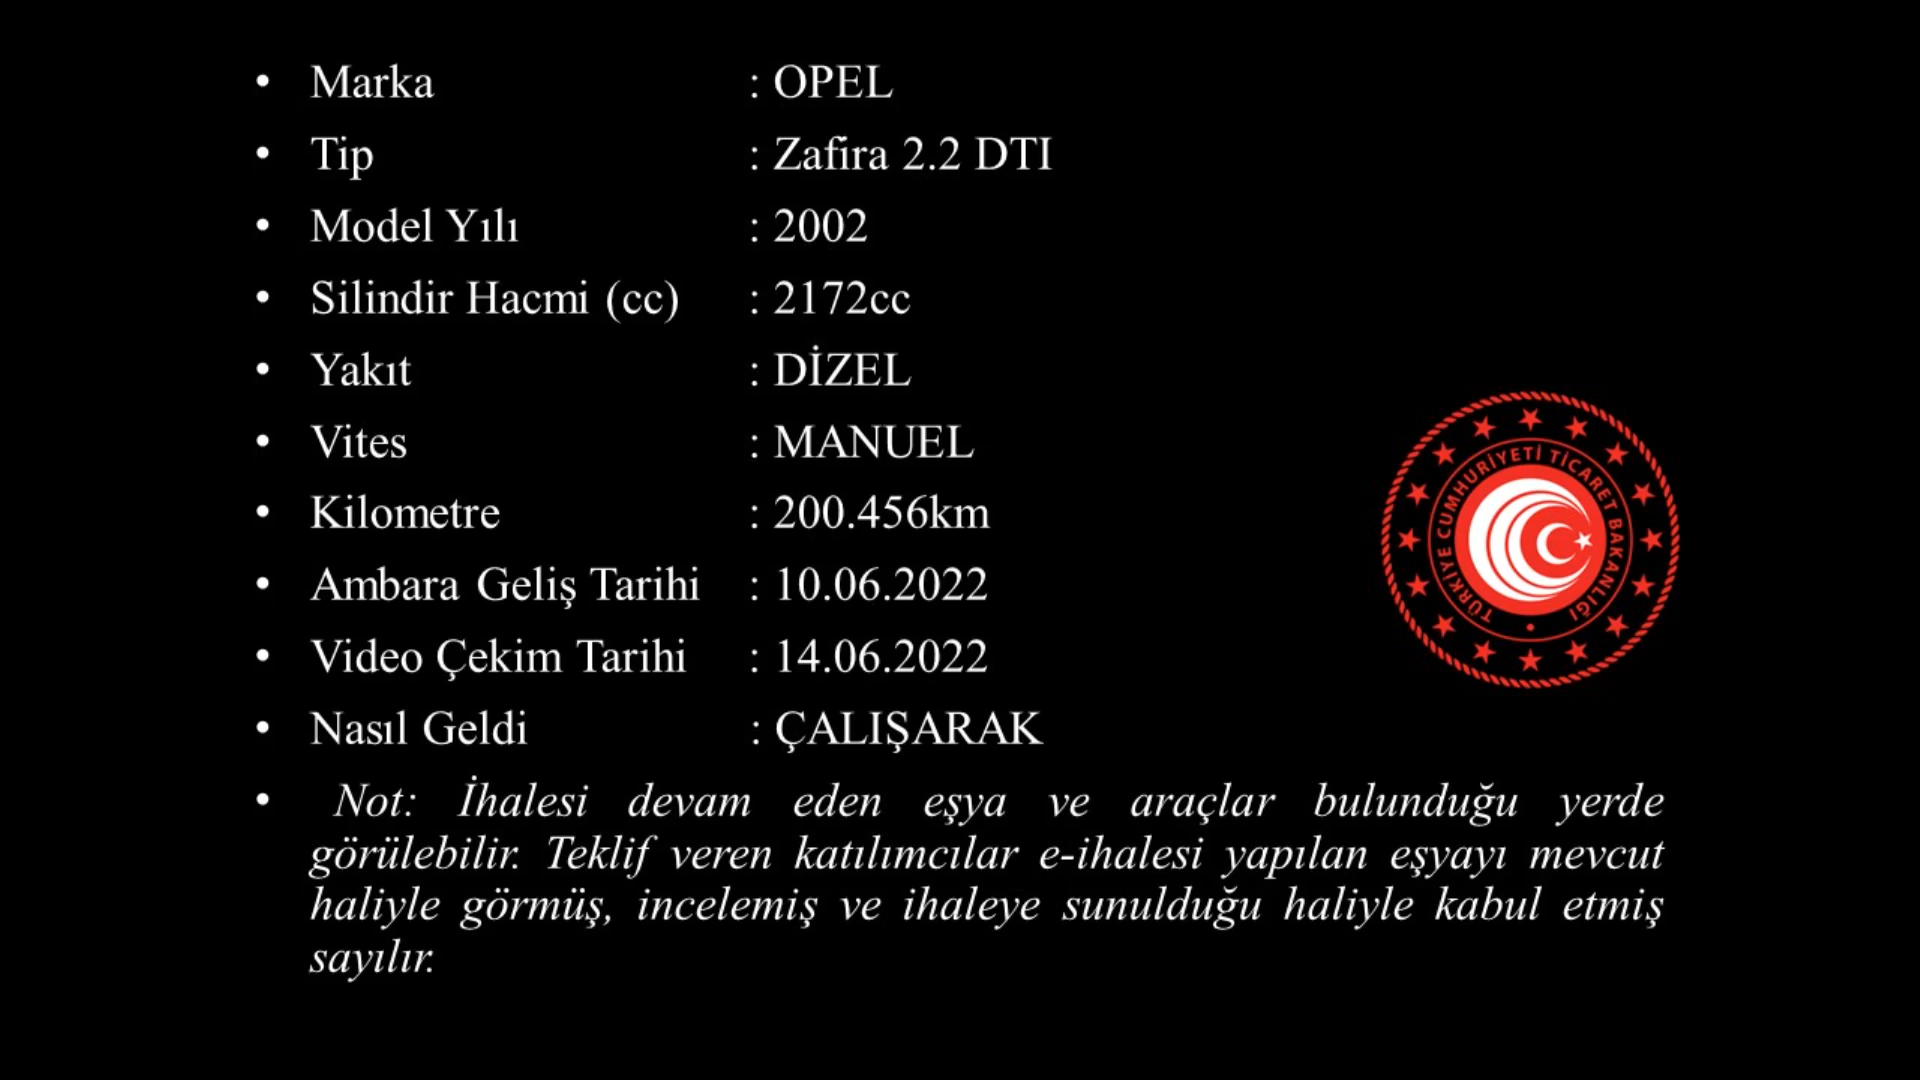 • Marka : OPEL
• Tip : Zafira 2.2 DTI
• Model Yılı : 2002
• Silindir Hacmi (cc) : 2172cc
• Yakıt : DİZEL
• Vites : MANUEL
• Kilometre : 200.456km
• Ambara Geliş Tarihi : 10.06.2022
• Video Çekim Tarihi : 14.06.2022
• Nasıl Geldi : ÇALIŞARAK
• Not: İhalesi devam eden eşya ve araçlar bulunduğu yerde
görülebilir. Teklif veren katılımcılar e-ihalesi yapılan eşyayı mevcut
haliyle görmüş, incelemiş ve ihaleye sunulduğu haliyle kabul etmiş
sayılır.
TÜRKİYE CUMHURİYETİ TİCARET BAKANLIĞI